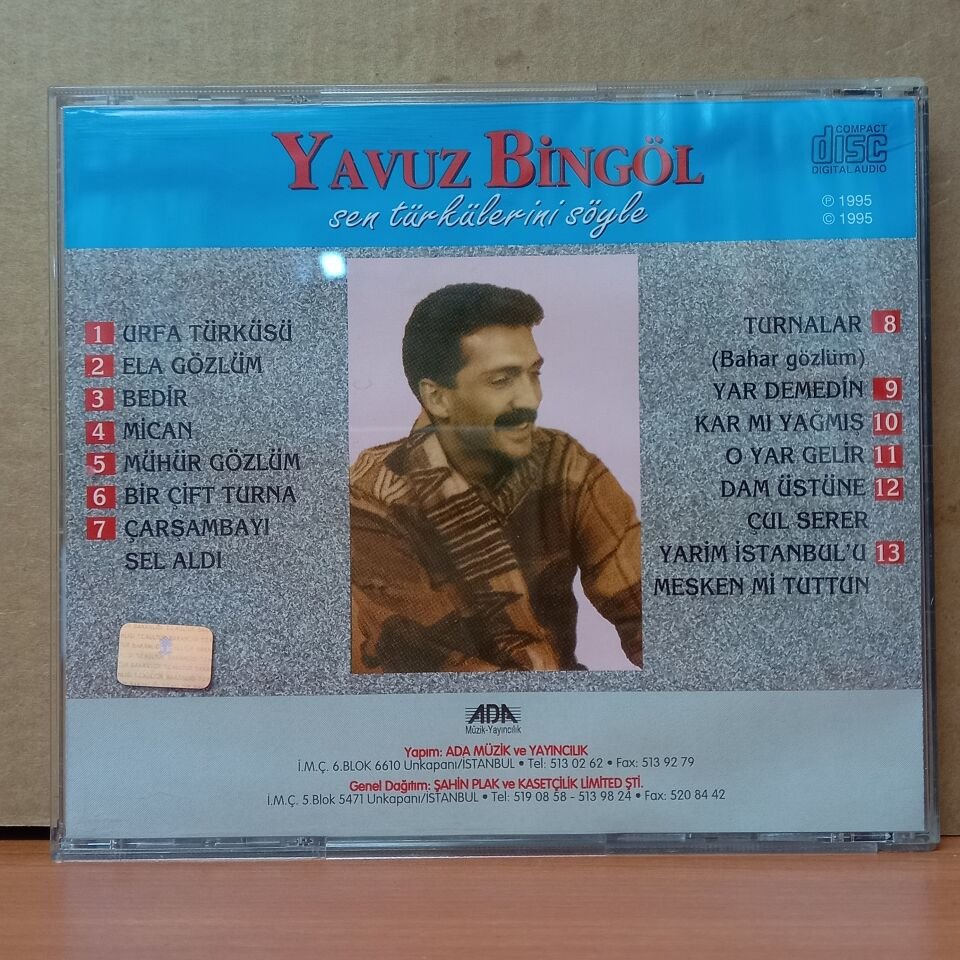 YAVUZ BİNGÖL
sen türkülerini söyle
COMPACT
disc
DIGITAL AUDIO
℗ 1995
© 1995
1 URFA TÜRKÜSÜ
2 ELA GÖZLÜM
3 BEDİR
4 MİCAN
5 MÜHÜR GÖZLÜM
6 BİR ÇİFT TURNA
7 ÇARŞAMBAYI
SEL ALDI
TURNALAR 8
(Bahar gözlüm)
YAR DEMEDİN 9
KAR MI YAĞMIS 10
O YAR GELİR 11
DAM ÜSTÜNE 12
ÇUL SERER
YARİM İSTANBUL'U 13
MESKEN Mİ TUTTUN
ADA
Müzik-Yayıncılık
Yapım: ADA MÜZİK ve YAYINCILIK
İ.M.Ç. 6.BLOK 6610 Unkapanı/İSTANBUL • Tel: 513 02 62 • Fax: 513 92 79
Genel Dağıtım: ŞAHİN PLAK ve KASETÇİLİK LİMİTED ŞTİ.
İ.M.Ç. 5.Blok 5471 Unkapanı/İSTANBUL • Tel: 519 08 58 - 513 98 24 • Fax: 520 84 42